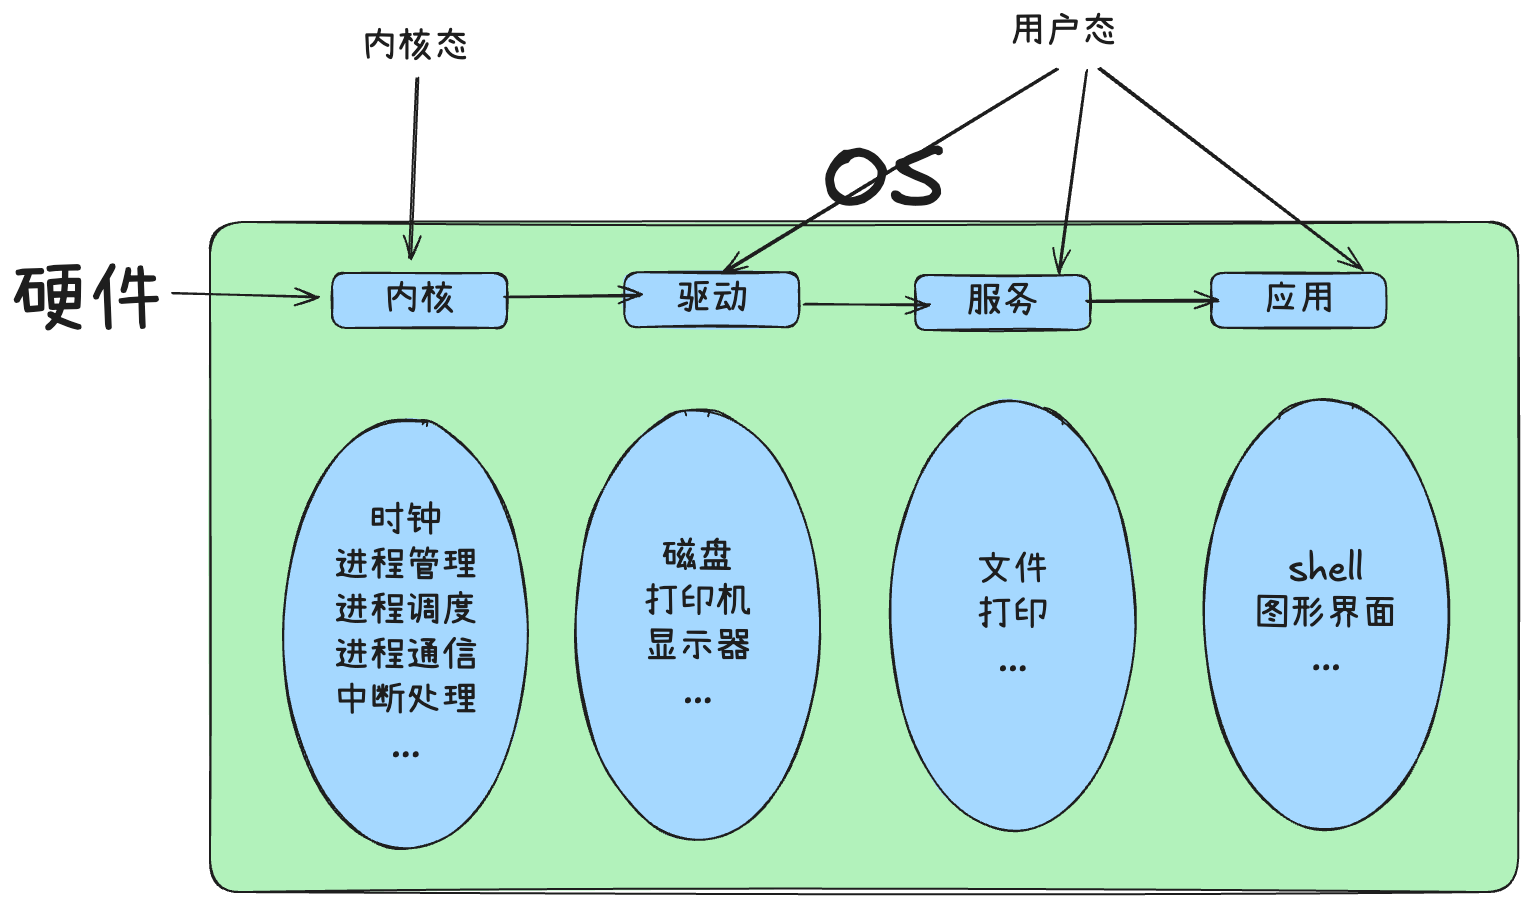 内核态
用户态
OS
硬件
内核
驱动
服务
应用
时钟
进程管理
进程调度
进程通信
中断处理
...
磁盘
打印机
显示器
...
文件
打印
...
shell
图形界面
...